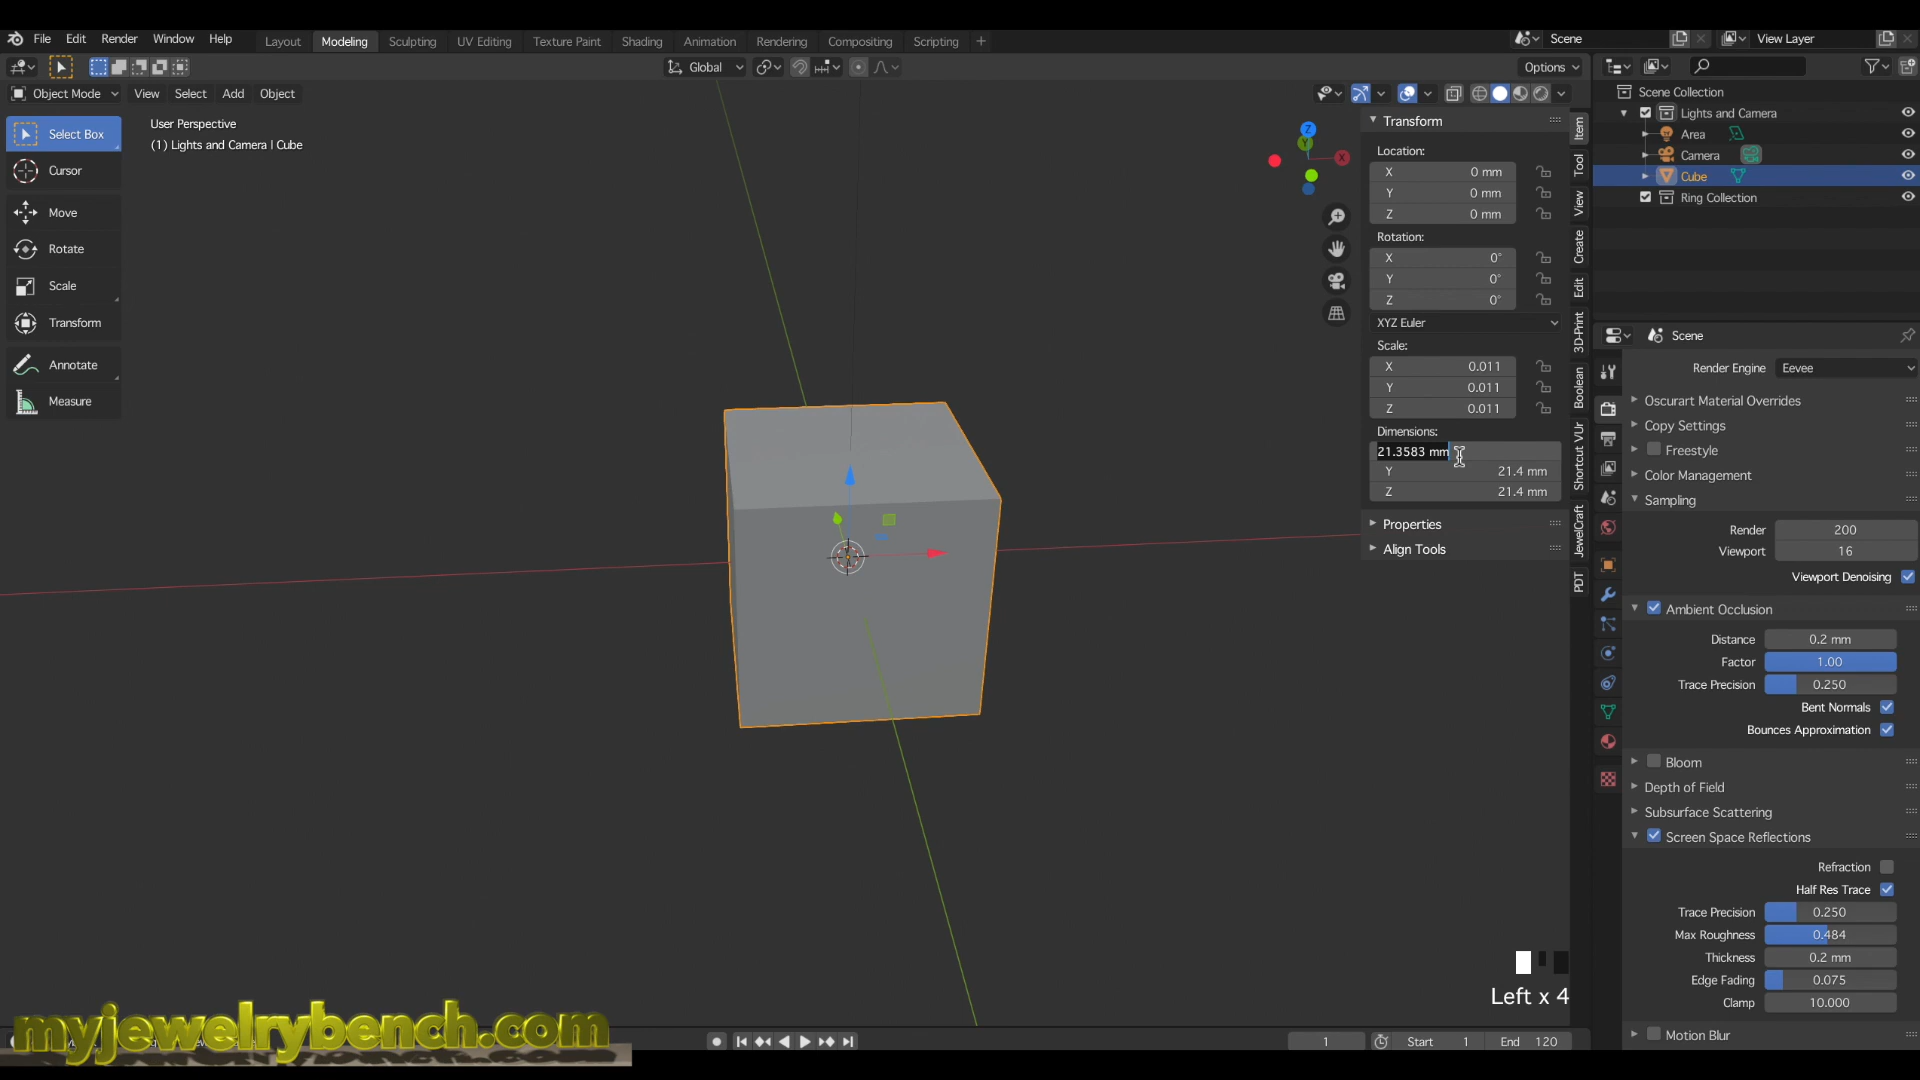 File Edit Render Window Help Layout Modeling Sculpting UV Editing Texture Paint Shading Animation Rendering Compositing Scripting + Scene View Layer
Global Options
Object Mode View Select Add Object
User Perspective
(1) Lights and Camera | Cube
Select Box
Cursor
Move
Rotate
Scale
Transform
Annotate
Measure
Z
Y
X
Transform
Location:
X 0 mm
Y 0 mm
Z 0 mm
Rotation:
X 0°
Y 0°
Z 0°
XYZ Euler
Scale:
X 0.011
Y 0.011
Z 0.011
Dimensions:
21.3583 mm
Y 21.4 mm
Z 21.4 mm
Properties
Align Tools
Item
Tool
View
Create
Edit
3D-Print
Boolean
Shortcut VUr
JewelCraft
PDT
Scene Collection
Lights and Camera
Area
Camera
Cube
Ring Collection
Scene
Render Engine Eevee
Oscurart Material Overrides
Copy Settings
Freestyle
Color Management
Sampling
Render 200
Viewport 16
Viewport Denoising
Ambient Occlusion
Distance 0.2 mm
Factor 1.00
Trace Precision 0.250
Bent Normals
Bounces Approximation
Bloom
Depth of Field
Subsurface Scattering
Screen Space Reflections
Refraction
Half Res Trace
Trace Precision 0.250
Max Roughness 0.484
Thickness 0.2 mm
Edge Fading 0.075
Clamp 10.000
Motion Blur
Left x 4
myjewelrybench.com
1 Start 1 End 120